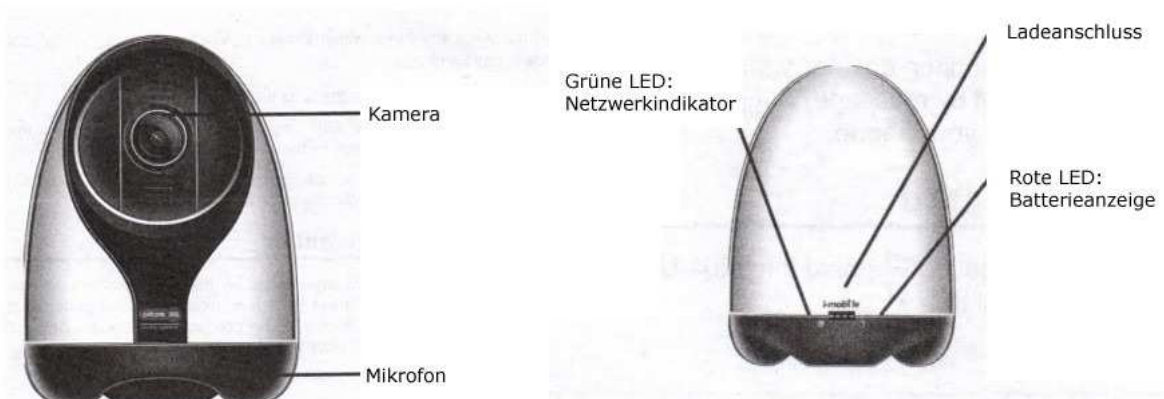 Kamera
Mikrofon
Grüne LED:
Netzwerkindikator
Ladeanschluss
Rote LED:
Batterieanzeige
i-mobile